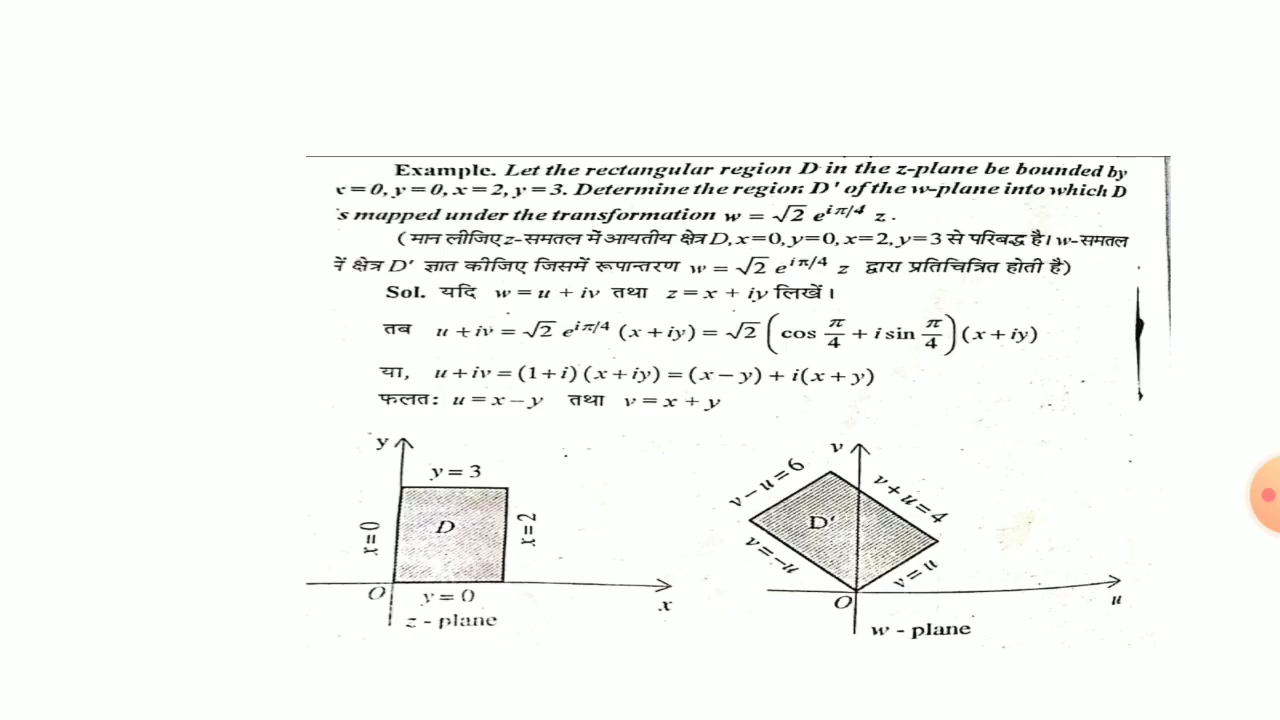 Example. Let the rectangular region D in the z-plane be bounded by
x=0, y=0, x=2, y=3. Determine the region D' of the w-plane into which D
's mapped under the transformation w = √2 e^{iπ/4} z .
(मान लीजिए z-समतल में आयतीय क्षेत्र D, x=0, y=0, x=2, y=3 से परिबद्ध है। w-समतल
में क्षेत्र D' ज्ञात कीजिए जिसमें रूपान्तरण w = √2 e^{iπ/4} z द्वारा प्रतिचित्रित होती है)
Sol. यदि w = u + iv तथा z = x + iy लिखें।
तब u + iv = √2 e^{iπ/4} (x+iy) = √2 (cos π/4 + i sin π/4) (x+iy)
या, u+iv = (1+i) (x+iy) = (x−y) + i(x+y)
फलत: u = x−y तथा v = x + y
y
y = 3
x=0
D
x=2
O
y = 0
x
z - plane
v
v−u=6
v+u=4
D'
v=−u
v=u
O
u
w - plane